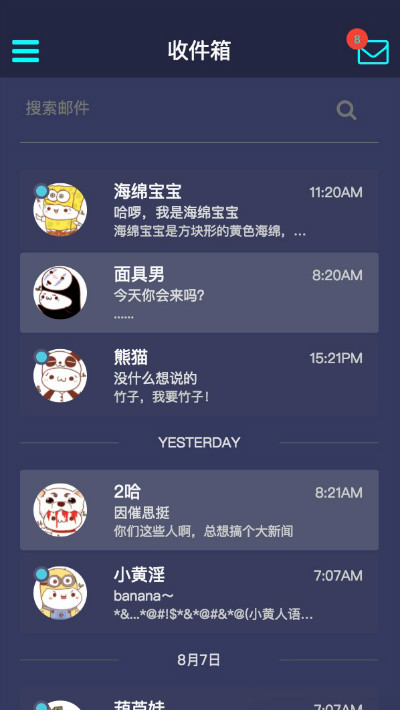 收件箱
8
搜索邮件
海绵宝宝
11:20AM
哈啰，我是海绵宝宝
海绵宝宝是方块形的黄色海绵，...
面具男
8:20AM
今天你会来吗？
......
熊猫
15:21PM
没什么想说的
竹子，我要竹子！
YESTERDAY
2哈
8:21AM
因催思挺
你们这些人啊，总想搞个大新闻
小黄淫
7:07AM
banana～
*&...*@#!$*&*@#&*@(小黄人语...
8月7日
葫芦娃
7:07AM